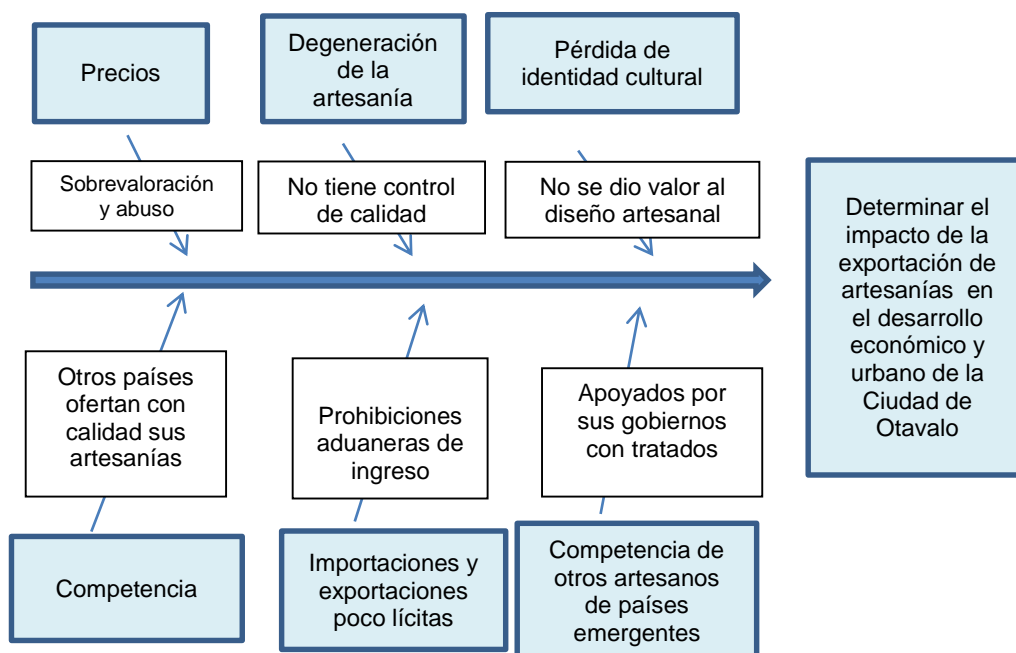 Precios
Degeneración
de la
artesanía
Pérdida de
identidad cultural
Sobrevaloración
y abuso
No tiene control
de calidad
No se dio valor al
diseño artesanal
Determinar el
impacto de la
exportación de
artesanías en
el desarrollo
económico y
urbano de la
Ciudad de
Otavalo
Otros países
ofertan con
calidad sus
artesanías
Prohibiciones
aduaneras de
ingreso
Apoyados por
sus gobiernos
con tratados
Competencia
Importaciones y
exportaciones
poco lícitas
Competencia de
otros artesanos
de países
emergentes